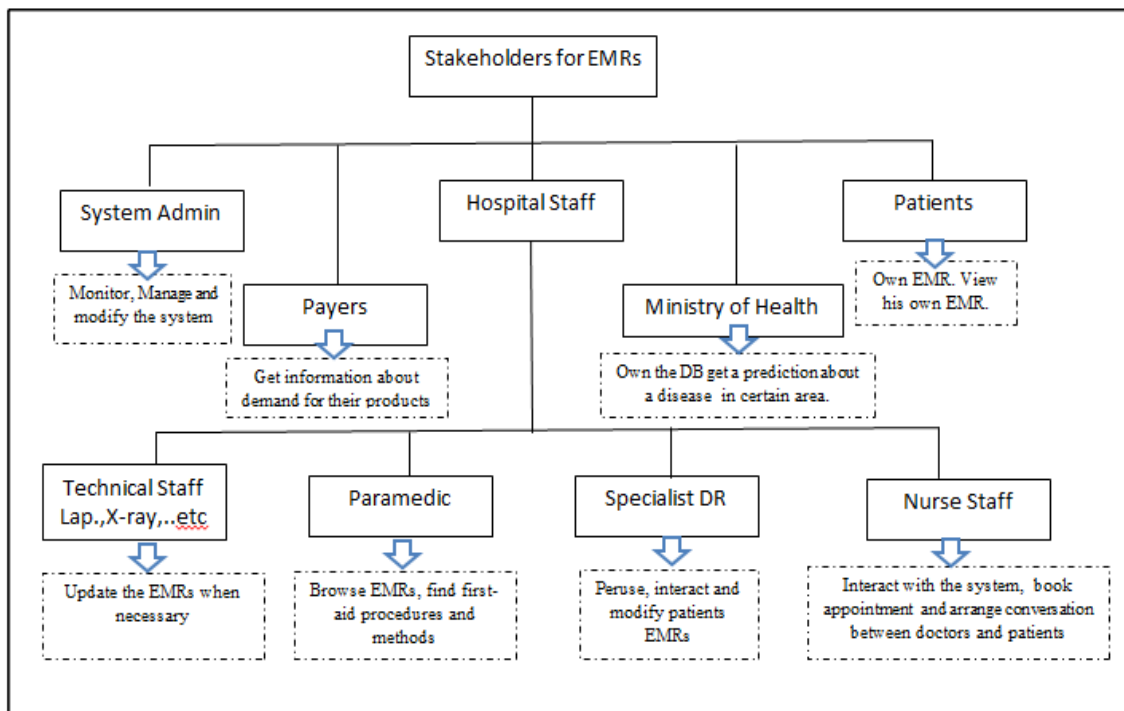 Stakeholders for EMRs
System Admin
Hospital Staff
Patients
Monitor, Manage and
modify the system
Own EMR. View
his own EMR.
Payers
Ministry of Health
Get information about
demand for their products
Own the DB get a prediction about
a disease in certain area.
Technical Staff
Lap.,X-ray,..etc
Paramedic
Specialist DR
Nurse Staff
Update the EMRs when
necessary
Browse EMRs, find first-
aid procedures and
methods
Peruse, interact and
modify patients
EMRs
Interact with the system, book
appointment and arrange conversation
between doctors and patients